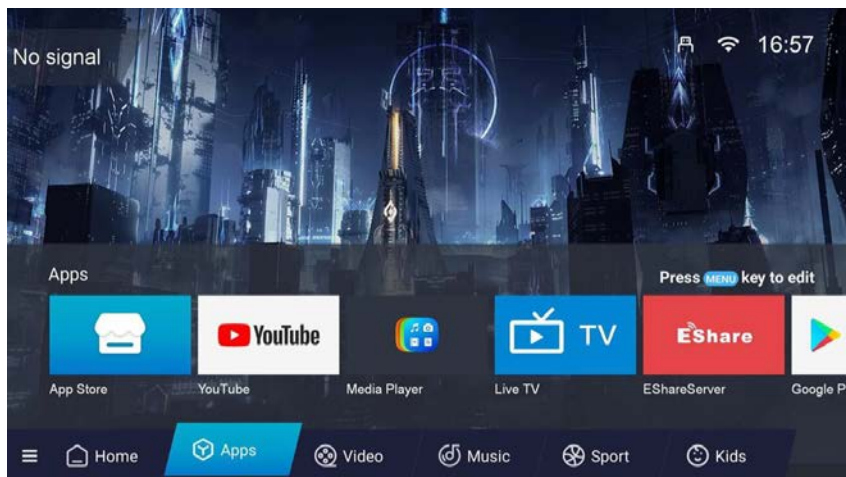 No signal
16:57
Apps
Press MENU key to edit
YouTube
TV
EShare
App Store
YouTube
Media Player
Live TV
EShareServer
Google P
Home
Apps
Video
Music
Sport
Kids